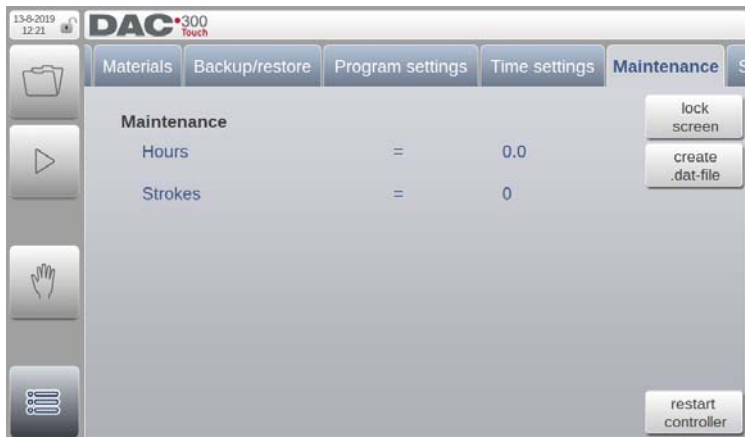 13-8-2019
12:21
DAC•300
Touch
Materials Backup/restore Program settings Time settings Maintenance S
Maintenance
lock
screen
Hours = 0.0
create
.dat-file
Strokes = 0
restart
controller